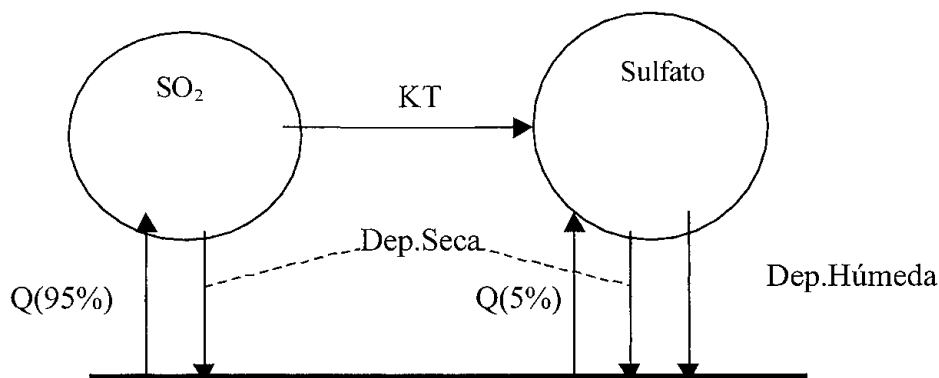 SO₂
Sulfato
KT
Dep.Seca
Q(95%)
Q(5%)
Dep.Húmeda